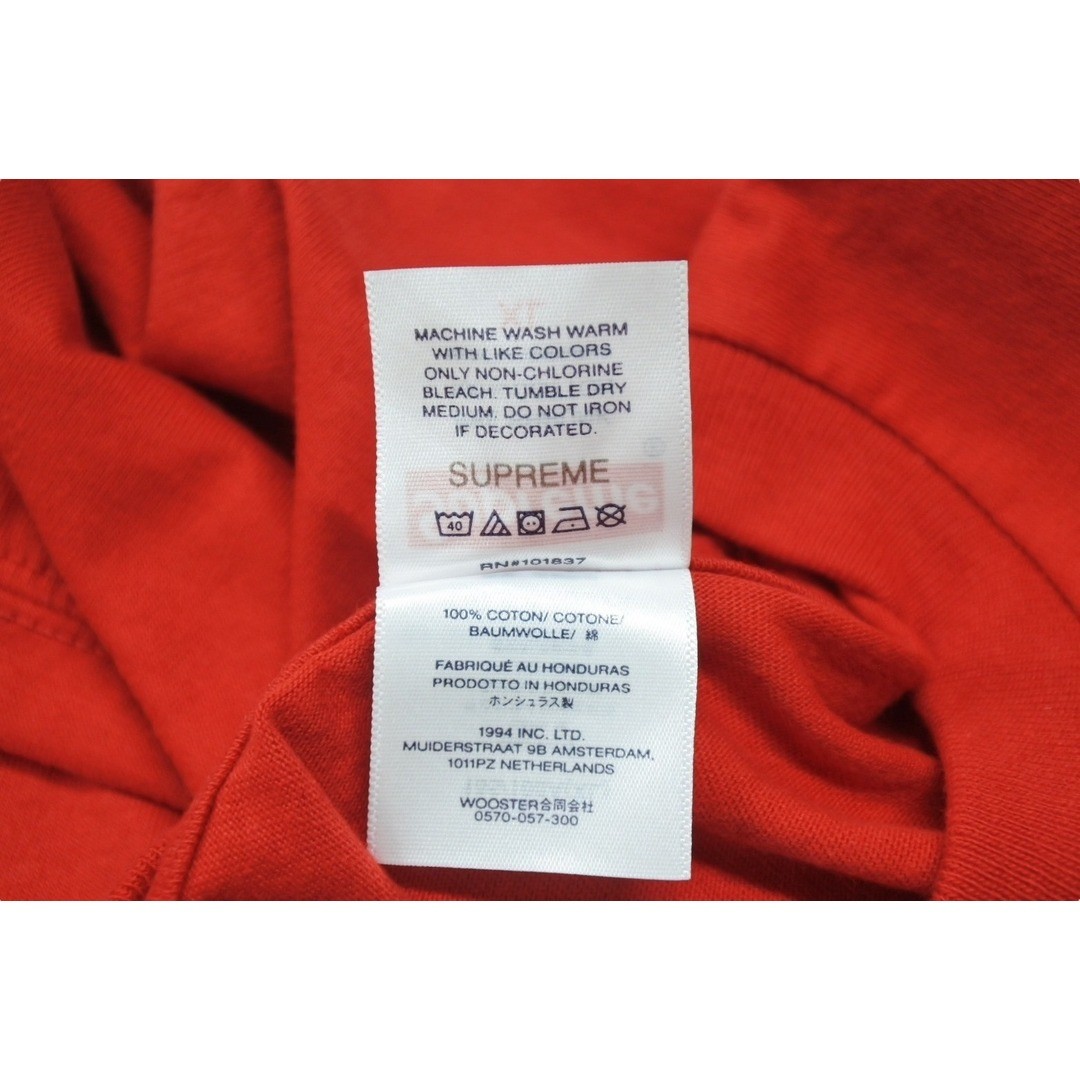 MACHINE WASH WARM
WITH LIKE COLORS
ONLY NON-CHLORINE
BLEACH. TUMBLE DRY
MEDIUM. DO NOT IRON
IF DECORATED.
SUPREME
40
RN#101837
100% COTON/ COTONE/
BAUMWOLLE/ 綿
FABRIQUÉ AU HONDURAS
PRODOTTO IN HONDURAS
ホンシュラス製
1994 INC. LTD.
MUIDERSTRAAT 9B AMSTERDAM,
1011PZ NETHERLANDS
WOOSTER合同会社
0570-057-300